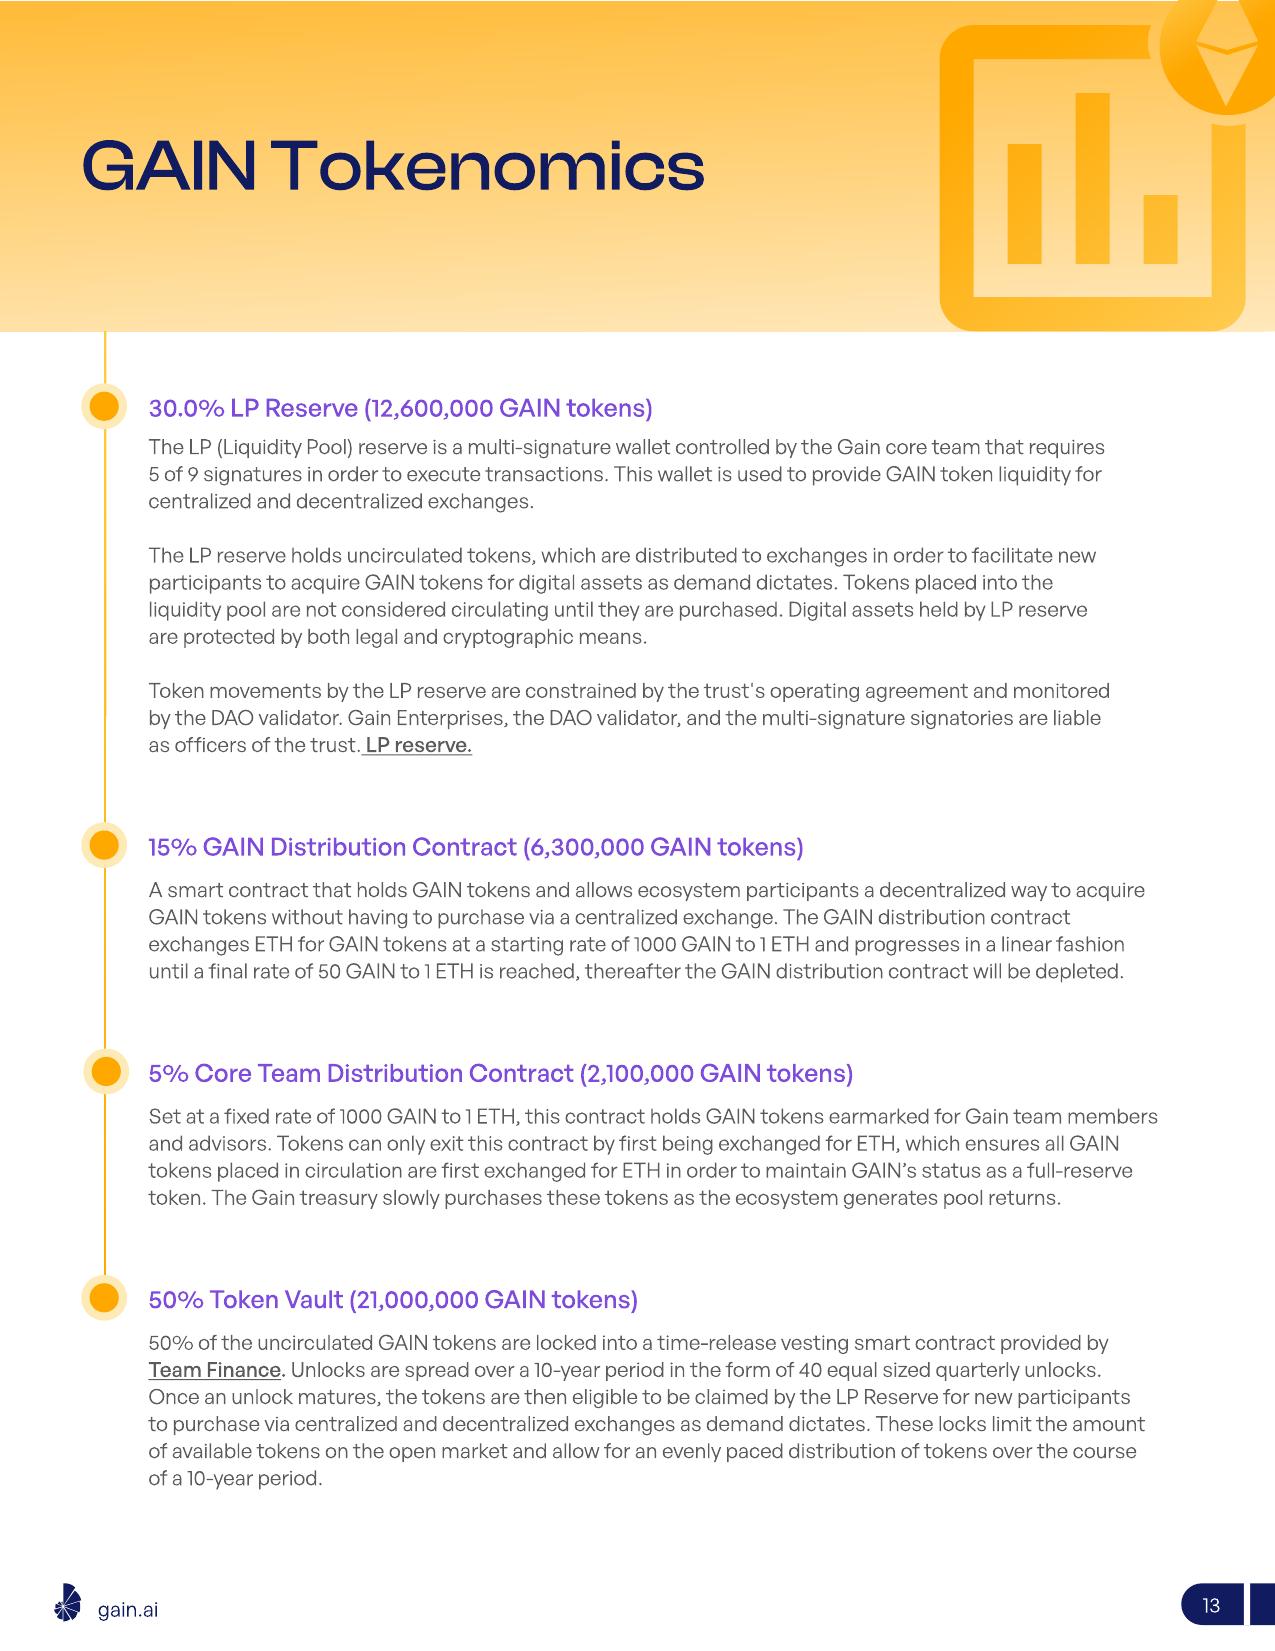 GAIN Tokenomics
30.0% LP Reserve (12,600,000 GAIN tokens)
The LP (Liquidity Pool) reserve is a multi-signature wallet controlled by the Gain core team that requires
5 of 9 signatures in order to execute transactions. This wallet is used to provide GAIN token liquidity for
centralized and decentralized exchanges.
The LP reserve holds uncirculated tokens, which are distributed to exchanges in order to facilitate new
participants to acquire GAIN tokens for digital assets as demand dictates. Tokens placed into the
liquidity pool are not considered circulating until they are purchased. Digital assets held by LP reserve
are protected by both legal and cryptographic means.
Token movements by the LP reserve are constrained by the trust's operating agreement and monitored
by the DAO validator. Gain Enterprises, the DAO validator, and the multi-signature signatories are liable
as officers of the trust. LP reserve.
15% GAIN Distribution Contract (6,300,000 GAIN tokens)
A smart contract that holds GAIN tokens and allows ecosystem participants a decentralized way to acquire
GAIN tokens without having to purchase via a centralized exchange. The GAIN distribution contract
exchanges ETH for GAIN tokens at a starting rate of 1000 GAIN to 1 ETH and progresses in a linear fashion
until a final rate of 50 GAIN to 1 ETH is reached, thereafter the GAIN distribution contract will be depleted.
5% Core Team Distribution Contract (2,100,000 GAIN tokens)
Set at a fixed rate of 1000 GAIN to 1 ETH, this contract holds GAIN tokens earmarked for Gain team members
and advisors. Tokens can only exit this contract by first being exchanged for ETH, which ensures all GAIN
tokens placed in circulation are first exchanged for ETH in order to maintain GAIN’s status as a full-reserve
token. The Gain treasury slowly purchases these tokens as the ecosystem generates pool returns.
50% Token Vault (21,000,000 GAIN tokens)
50% of the uncirculated GAIN tokens are locked into a time-release vesting smart contract provided by
Team Finance. Unlocks are spread over a 10-year period in the form of 40 equal sized quarterly unlocks.
Once an unlock matures, the tokens are then eligible to be claimed by the LP Reserve for new participants
to purchase via centralized and decentralized exchanges as demand dictates. These locks limit the amount
of available tokens on the open market and allow for an evenly paced distribution of tokens over the course
of a 10-year period.
gain.ai
13